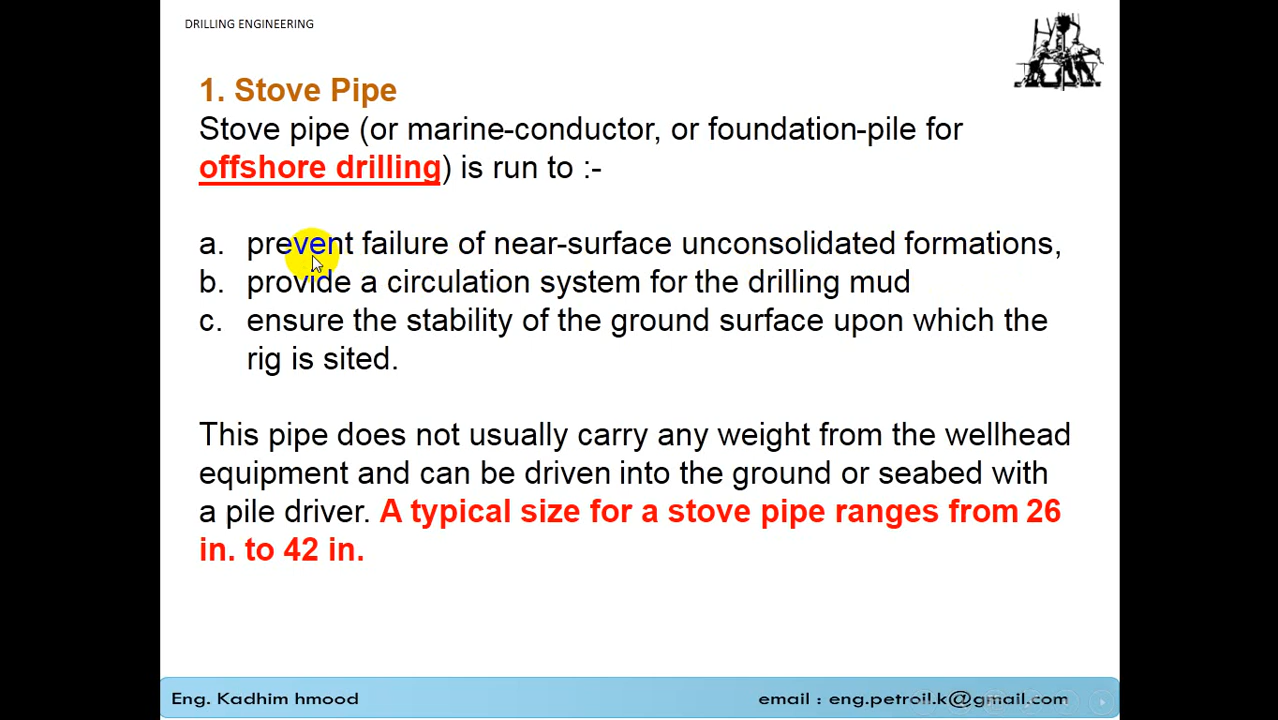 DRILLING ENGINEERING
1. Stove Pipe
Stove pipe (or marine-conductor, or foundation-pile for
offshore drilling) is run to :-
a. prevent failure of near-surface unconsolidated formations,
b. provide a circulation system for the drilling mud
c. ensure the stability of the ground surface upon which the
rig is sited.
This pipe does not usually carry any weight from the wellhead
equipment and can be driven into the ground or seabed with
a pile driver. A typical size for a stove pipe ranges from 26
in. to 42 in.
Eng. Kadhim hmood
email : eng.petroil.k@gmail.com